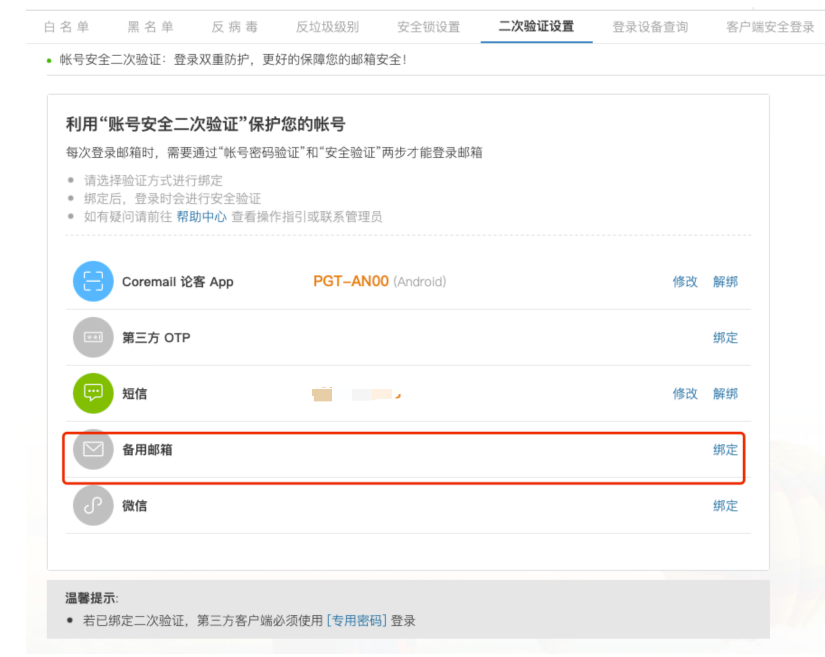 白名单 黑名单 反病毒 反垃圾级别 安全锁设置 二次验证设置 登录设备查询 客户端安全登录
帐号安全二次验证：登录双重防护，更好的保障您的邮箱安全！
利用“账号安全二次验证”保护您的帐号
每次登录邮箱时，需要通过“帐号密码验证”和“安全验证”两步才能登录邮箱
请选择验证方式进行绑定
绑定后，登录时会进行安全验证
如有疑问请前往 帮助中心 查看操作指引或联系管理员
Coremail 论客 App PGT-AN00 (Android) 修改 解绑
第三方 OTP 绑定
短信 修改 解绑
备用邮箱 绑定
微信 绑定
温馨提示:
若已绑定二次验证，第三方客户端必须使用 [专用密码] 登录